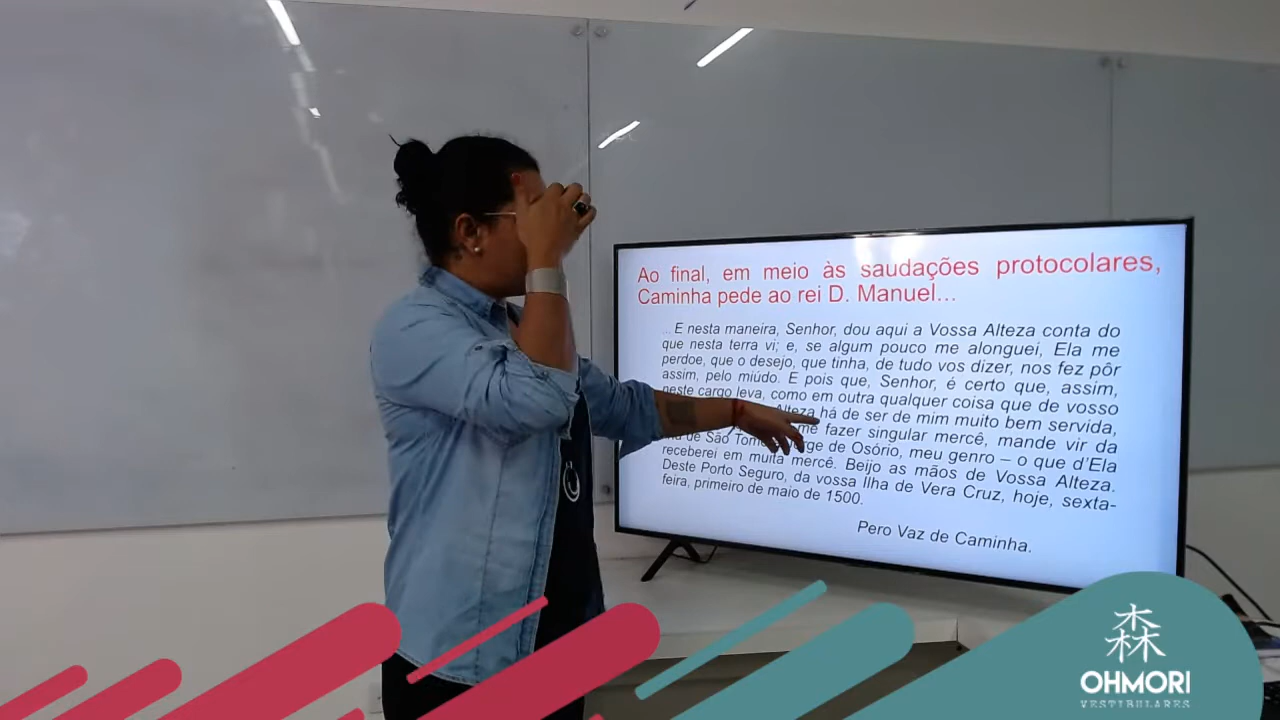 Ao final, em meio às saudações protocolares,
Caminha pede ao rei D. Manuel...
... E nesta maneira, Senhor, dou aqui a Vossa Alteza conta do
que nesta terra vi; e, se algum pouco me alonguei, Ela me
perdoe, que o desejo, que tinha, de tudo vos dizer, nos fez pôr
assim, pelo miúdo. E pois que, Senhor, é certo que, assim,
neste cargo leva, como em outra qualquer coisa que de vosso
Alteza há de ser de mim muito bem servida,
me fazer singular mercê, mande vir da
de São Tomé Jorge de Osório, meu genro – o que d'Ela
receberei em muita mercê. Beijo as mãos de Vossa Alteza.
Deste Porto Seguro, da vossa Ilha de Vera Cruz, hoje, sexta-
feira, primeiro de maio de 1500.
Pero Vaz de Caminha.
森
OHMORI
VESTIBULARES